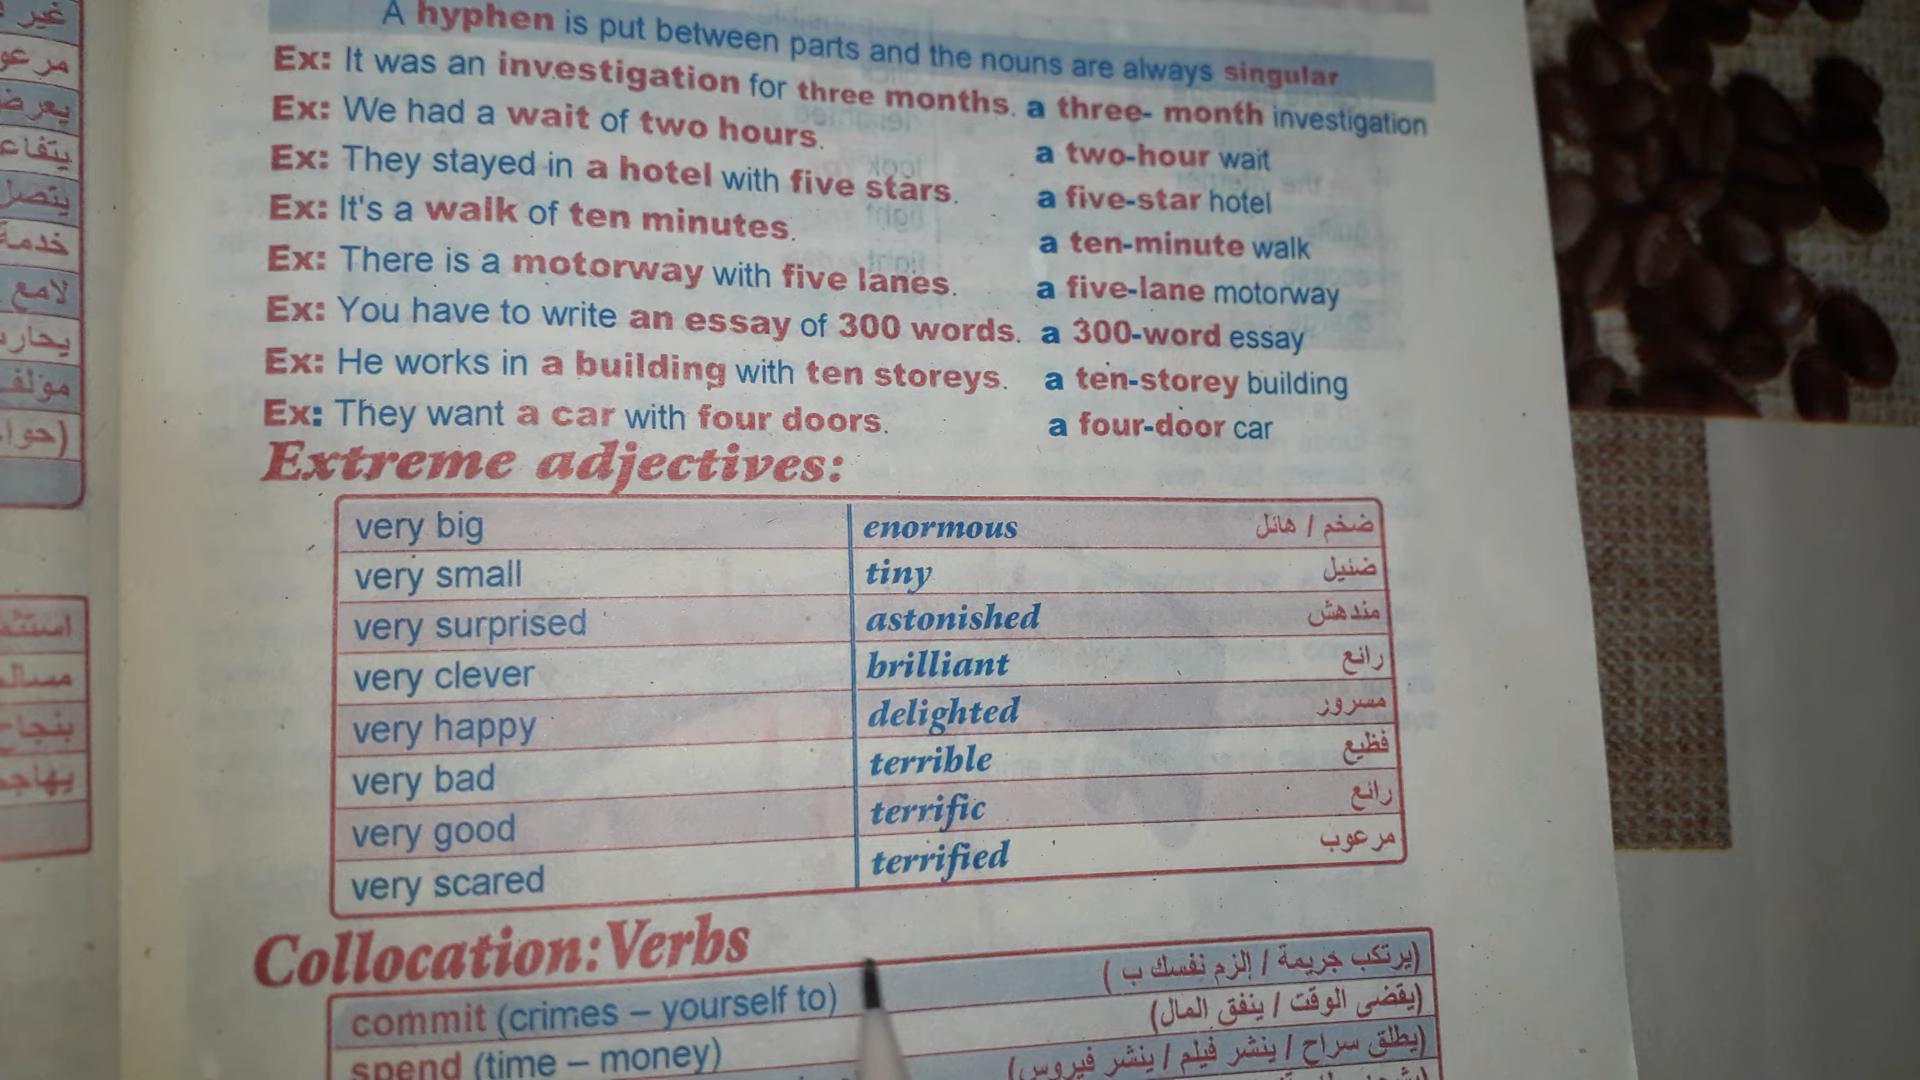 A hyphen is put between parts and the nouns are always singular
Ex: It was an investigation for three months. a three- month investigation
Ex: We had a wait of two hours. a two-hour wait
Ex: They stayed in a hotel with five stars. a five-star hotel
Ex: It's a walk of ten minutes. a ten-minute walk
Ex: There is a motorway with five lanes. a five-lane motorway
Ex: You have to write an essay of 300 words. a 300-word essay
Ex: He works in a building with ten storeys. a ten-storey building
Ex: They want a car with four doors. a four-door car
Extreme adjectives:
very big enormous ضخم / هائل
very small tiny ضئيل
very surprised astonished مندهش
very clever brilliant رائع
very happy delighted مسرور
very bad terrible فظيع
very good terrific رائع
very scared terrified مرعوب
Collocation: Verbs
commit (crimes – yourself to) (يرتكب جريمة / إلزم نفسك ب )
spend (time – money) (يقضى الوقت / ينفق المال)
(يطلق سراح / ينشر فيلم / ينشر فيروس)
غير
يعرض
خدمة
لامع